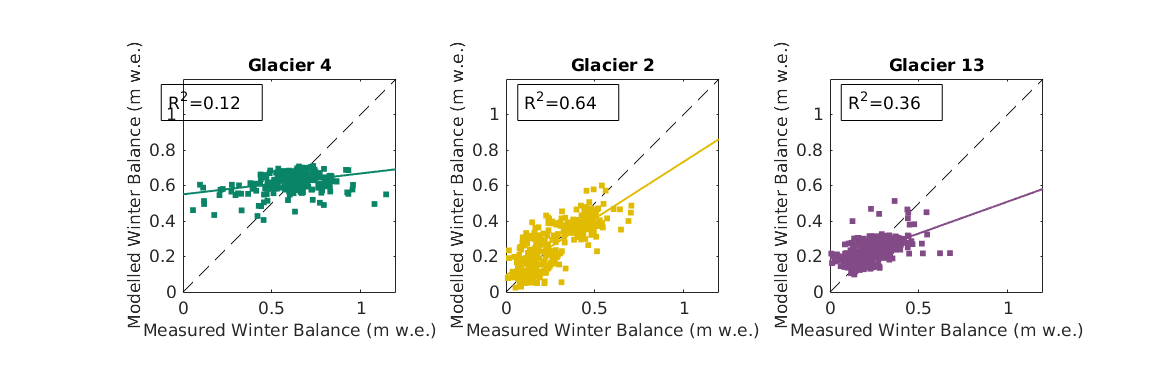 Glacier 4
R²=0.12
Modelled Winter Balance (m w.e.)
1
0.8
0.6
0.4
0.2
0
0 0.5 1
Measured Winter Balance (m w.e.)
Glacier 2
R²=0.64
Modelled Winter Balance (m w.e.)
1
0.8
0.6
0.4
0.2
0
0 0.5 1
Measured Winter Balance (m w.e.)
Glacier 13
R²=0.36
Modelled Winter Balance (m w.e.)
1
0.8
0.6
0.4
0.2
0
0 0.5 1
Measured Winter Balance (m w.e.)